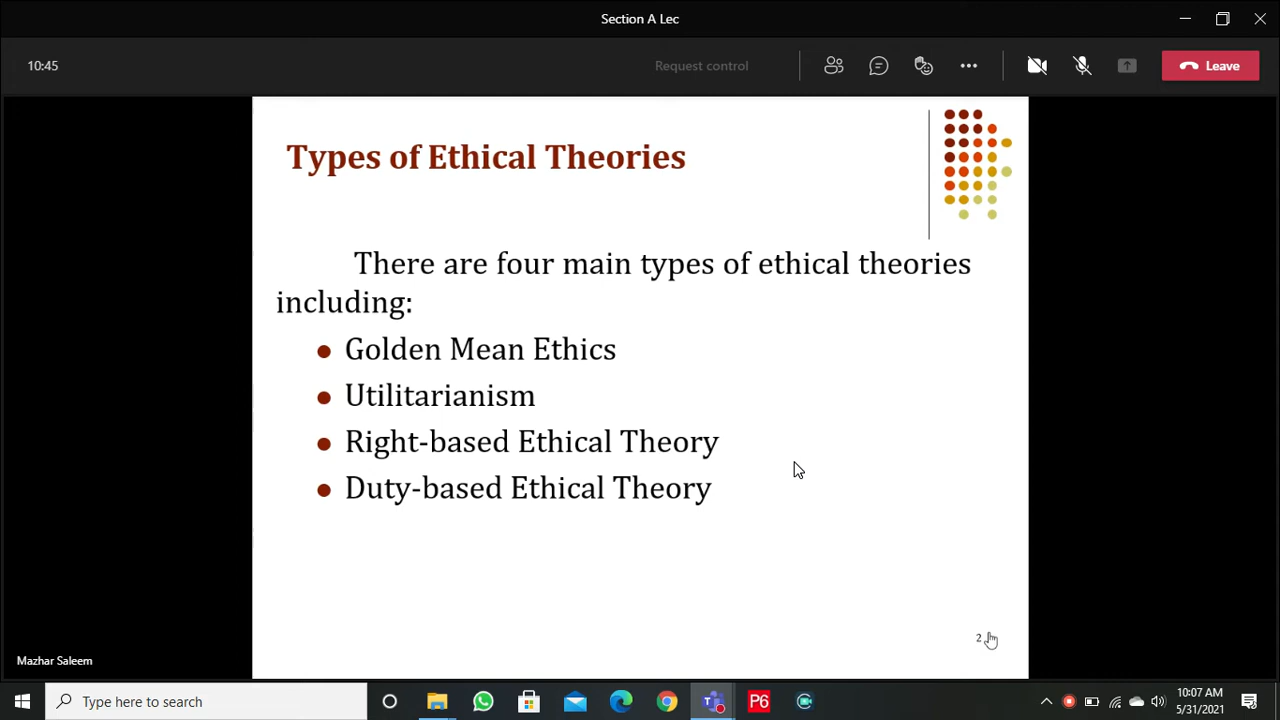 Section A Lec
10:45
Request control
Leave
Types of Ethical Theories
There are four main types of ethical theories
including:
Golden Mean Ethics
Utilitarianism
Right-based Ethical Theory
Duty-based Ethical Theory
2
Mazhar Saleem
Type here to search
P6
10:07 AM
5/31/2021